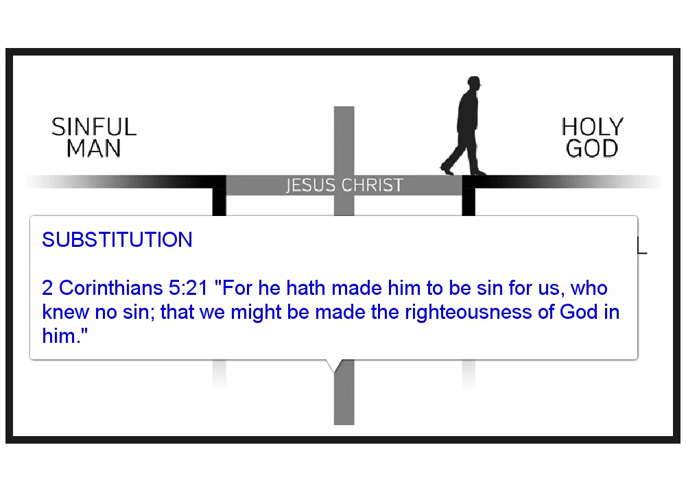 SINFUL
MAN
HOLY
GOD
JESUS CHRIST
SUBSTITUTION
2 Corinthians 5:21 "For he hath made him to be sin for us, who
knew no sin; that we might be made the righteousness of God in
him."